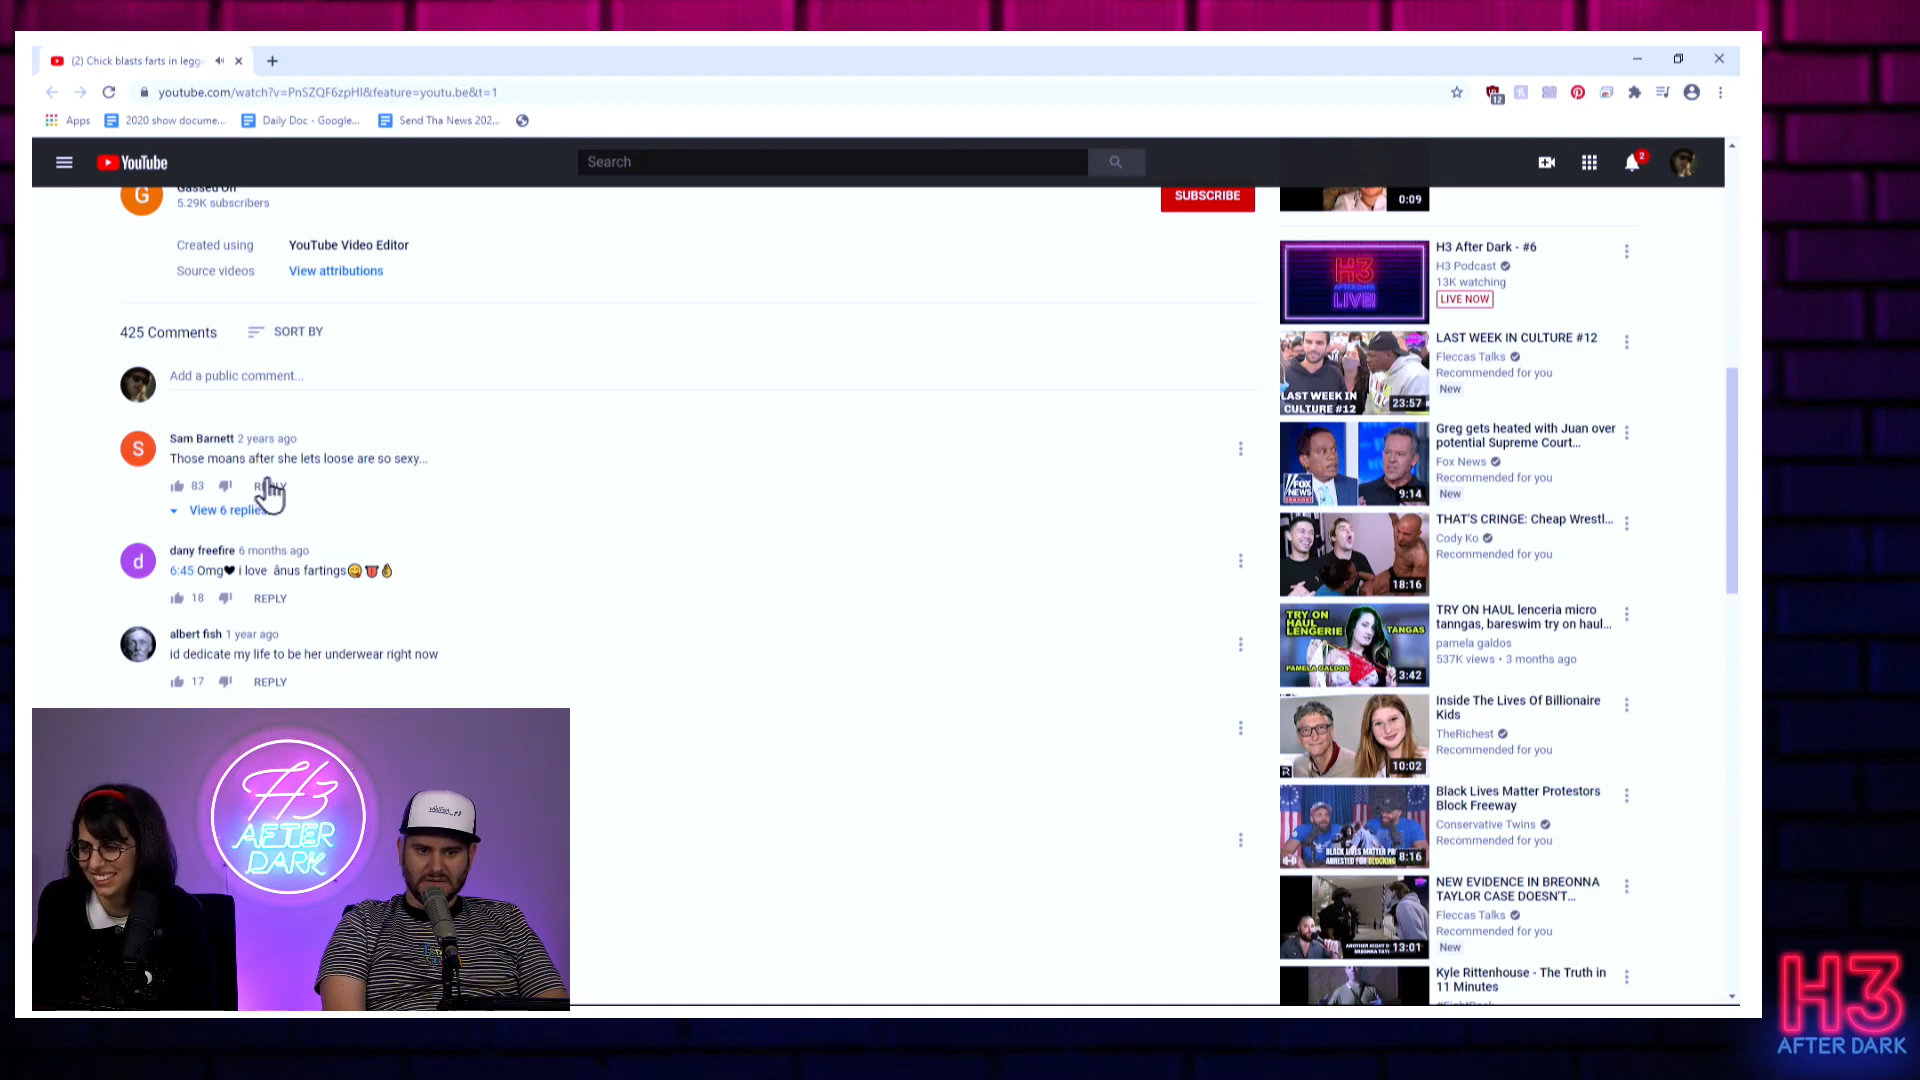 (2) Chick blasts farts in legg
youtube.com/watch?v=PnSZQF6zpHI&feature=youtu.be&t=1
12
Apps
2020 show docume...
Daily Doc - Google...
Send Tha News 202...
YouTube
Search
2
G
Gassed On
5.29K subscribers
SUBSCRIBE
Created using YouTube Video Editor
Source videos View attributions
425 Comments SORT BY
Add a public comment...
S
Sam Barnett 2 years ago
Those moans after she lets loose are so sexy...
83
View 6 replies
d
dany freefire 6 months ago
6:45 Omg🖤 i love ânus fartings😋👅👌
18 REPLY
albert fish 1 year ago
id dedicate my life to be her underwear right now
17 REPLY
0:09
H3
AFTER DARK
LIVE!
H3 After Dark - #6
H3 Podcast
13K watching
LIVE NOW
LAST WEEK IN
CULTURE #12
23:57
LAST WEEK IN CULTURE #12
Fleccas Talks
Recommended for you
New
FOX
NEWS
9:14
Greg gets heated with Juan over
potential Supreme Court...
Fox News
Recommended for you
New
18:16
THAT'S CRINGE: Cheap Wrestl...
Cody Ko
Recommended for you
TRY ON
HAUL
LENGERIE
TANGAS
PAMELA GALDOS
3:42
TRY ON HAUL lenceria micro
tanngas, bareswim try on haul...
pamela galdos
537K views • 3 months ago
R
10:02
Inside The Lives Of Billionaire
Kids
TheRichest
Recommended for you
8:16
Black Lives Matter Protestors
Block Freeway
Conservative Twins
Recommended for you
13:01
NEW EVIDENCE IN BREONNA
TAYLOR CASE DOESN'T...
Fleccas Talks
Recommended for you
New
Kyle Rittenhouse - The Truth in
11 Minutes
H3
AFTER
DARK
H3
AFTER DARK